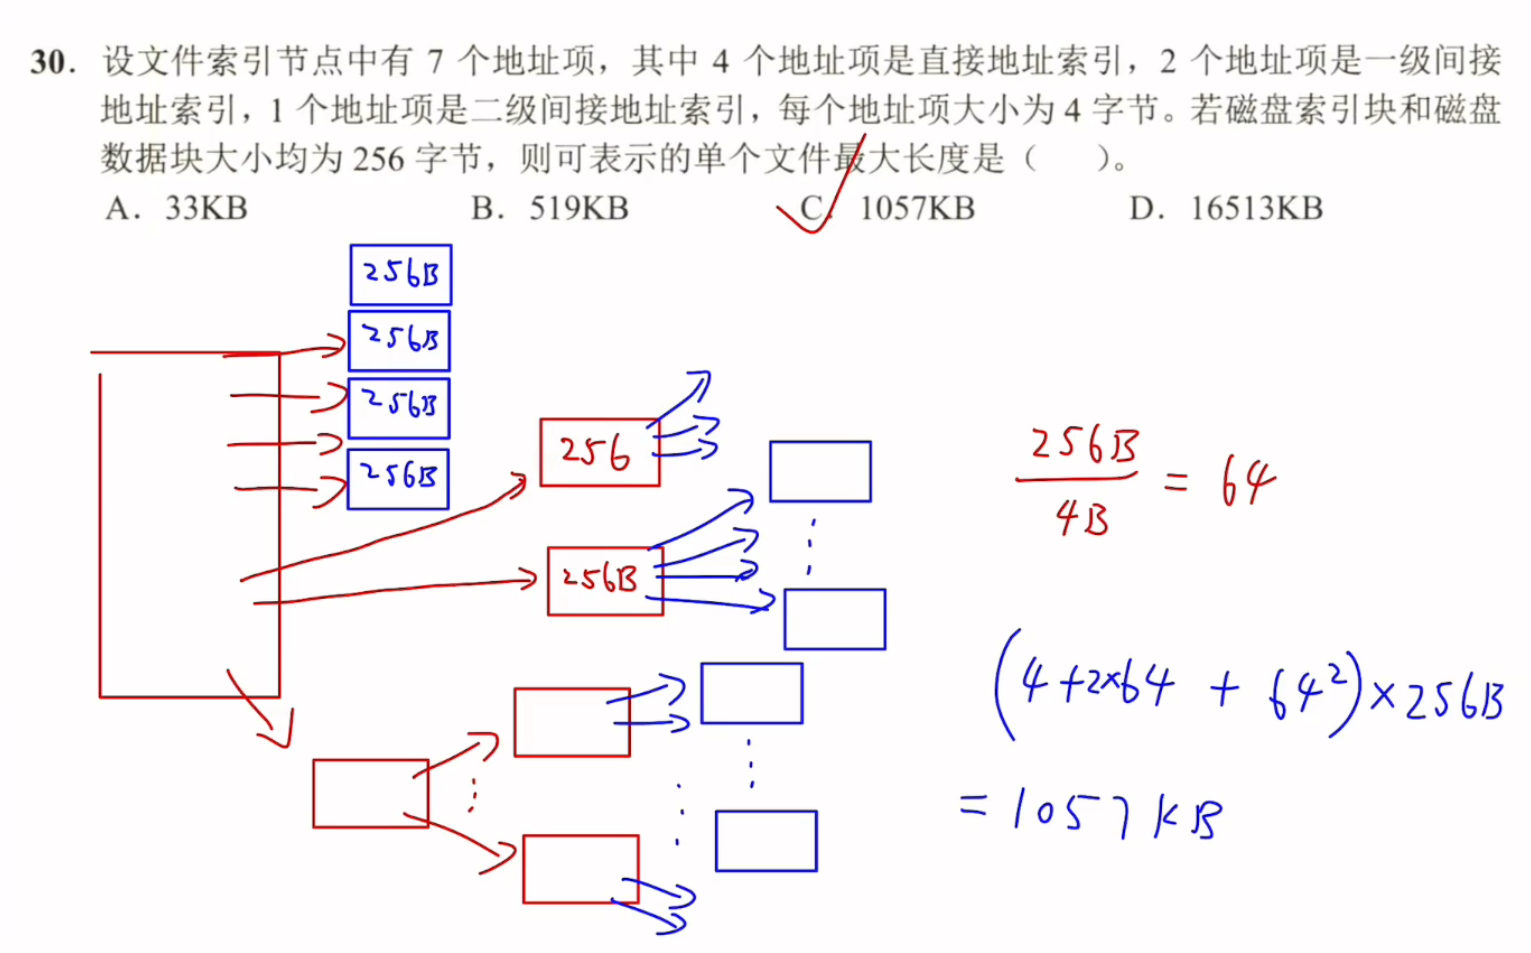 30. 设文件索引节点中有 7 个地址项，其中 4 个地址项是直接地址索引，2 个地址项是一级间接
地址索引，1 个地址项是二级间接地址索引，每个地址项大小为 4 字节。若磁盘索引块和磁盘
数据块大小均为 256 字节，则可表示的单个文件最大长度是（　　）。
A. 33KB B. 519KB C. 1057KB D. 16513KB
256B
256B
256B
256B
256
256B
256B/4B = 64
(4+2×64 + 64²)×256B
= 1057KB